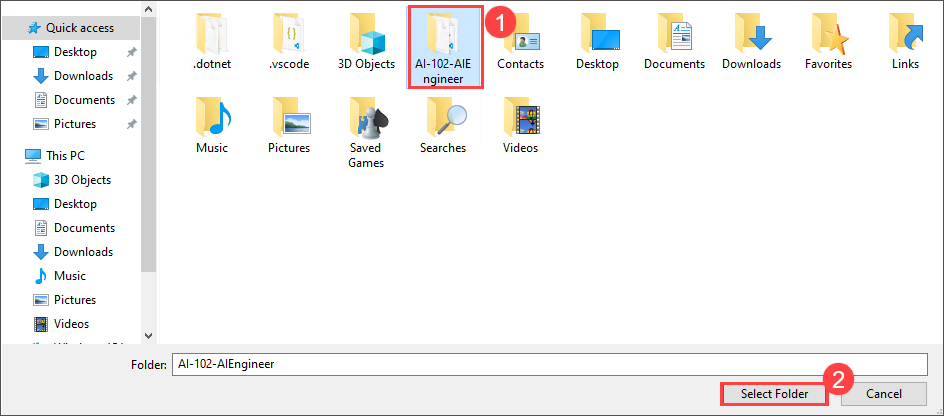 Quick access
Desktop
Downloads
Documents
Pictures
This PC
3D Objects
Desktop
Documents
Downloads
Music
Pictures
Videos
1
.dotnet
.vscode
3D Objects
AI-102-AIE
ngineer
Contacts
Desktop
Documents
Downloads
Favorites
Links
Music
Pictures
Saved
Games
Searches
Videos
Folder:
AI-102-AIEngineer
2
Select Folder
Cancel